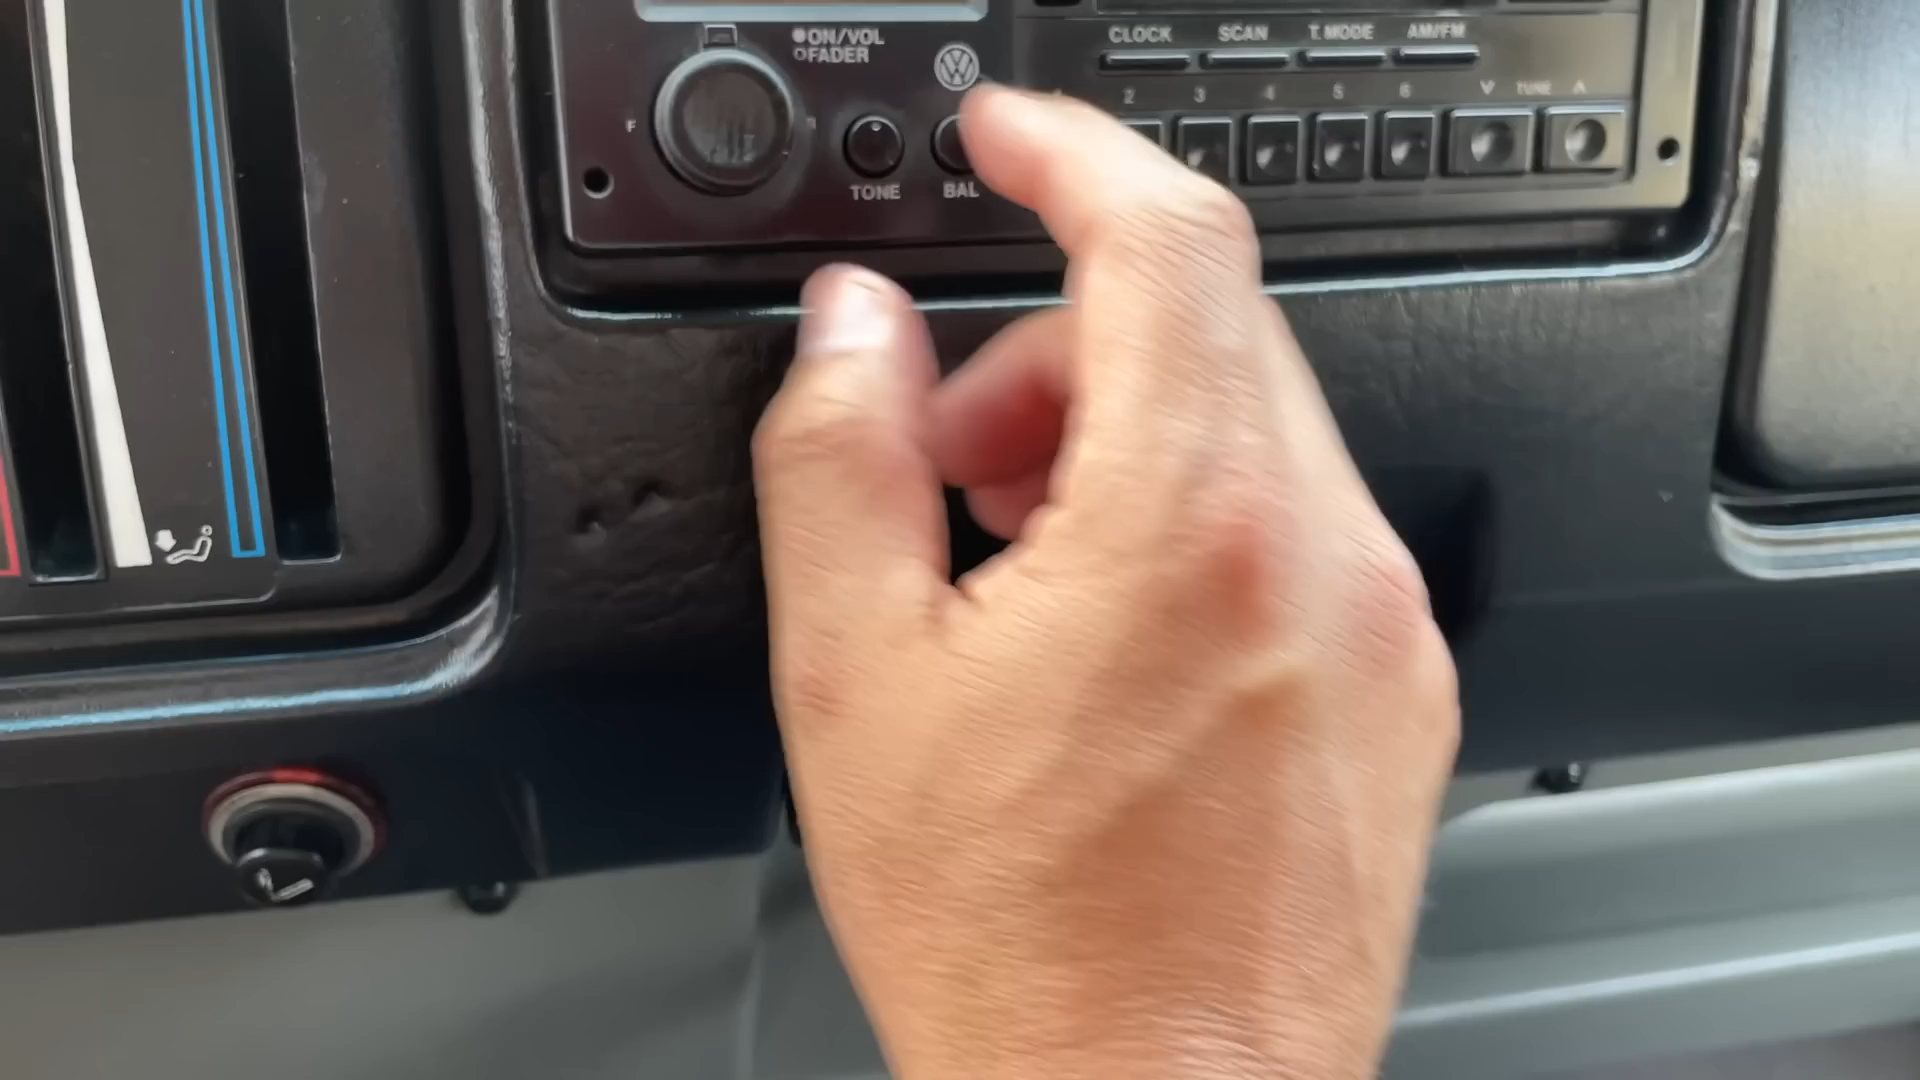 ON/VOL
FADER
CLOCK SCAN T.MODE AM/FM
2 3 4 5 6 TUNE
F
TONE BAL